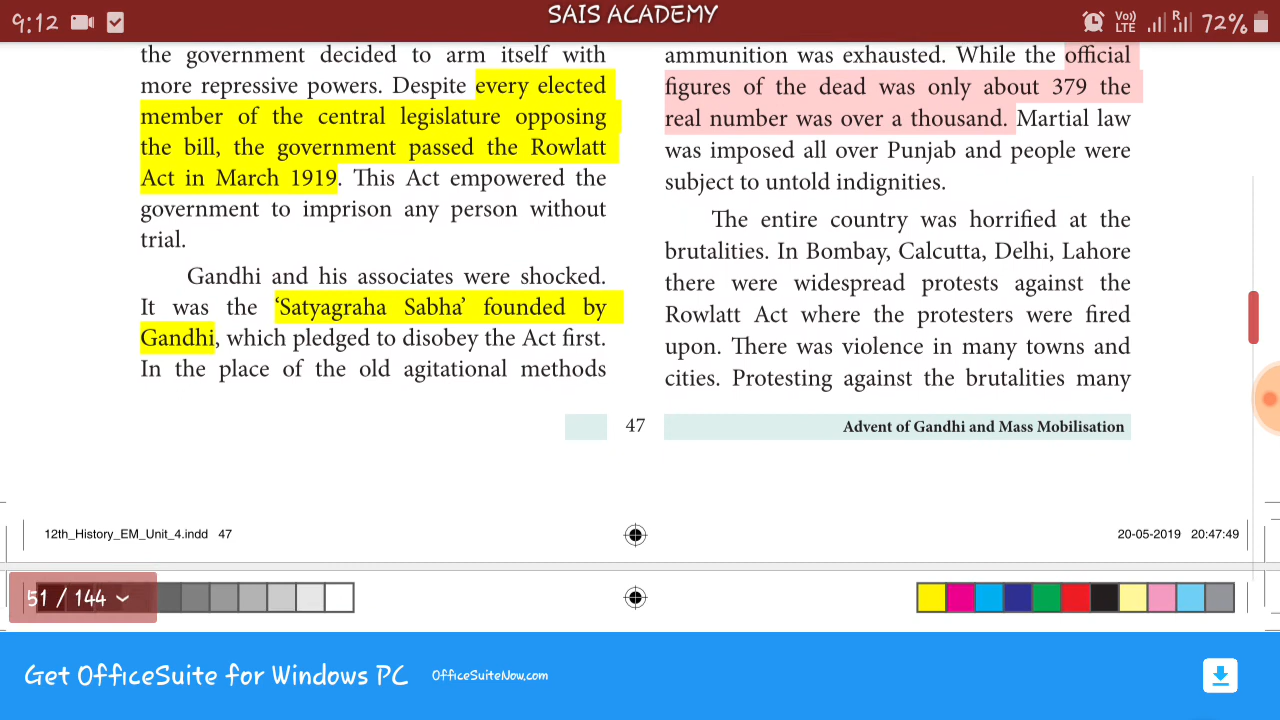 9:12
SAIS ACADEMY
Vo))
LTE
R
72%
the government decided to arm itself with
more repressive powers. Despite every elected
member of the central legislature opposing
the bill, the government passed the Rowlatt
Act in March 1919. This Act empowered the
government to imprison any person without
trial.
Gandhi and his associates were shocked.
It was the ‘Satyagraha Sabha’ founded by
Gandhi, which pledged to disobey the Act first.
In the place of the old agitational methods
ammunition was exhausted. While the official
figures of the dead was only about 379 the
real number was over a thousand. Martial law
was imposed all over Punjab and people were
subject to untold indignities.
The entire country was horrified at the
brutalities. In Bombay, Calcutta, Delhi, Lahore
there were widespread protests against the
Rowlatt Act where the protesters were fired
upon. There was violence in many towns and
cities. Protesting against the brutalities many
47
Advent of Gandhi and Mass Mobilisation
12th_History_EM_Unit_4.indd 47
20-05-2019 20:47:49
51 / 144
Get OfficeSuite for Windows PC
OfficeSuiteNow.com